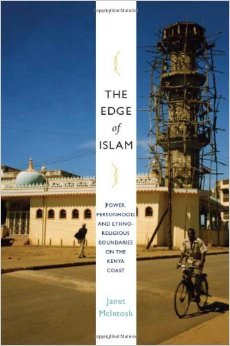 THE
EDGE
of
ISLAM
POWER,
PERSONHOOD,
AND ETHNO-
RELIGIOUS
BOUNDARIES
ON THE
KENYA
COAST
Janet
McIntosh